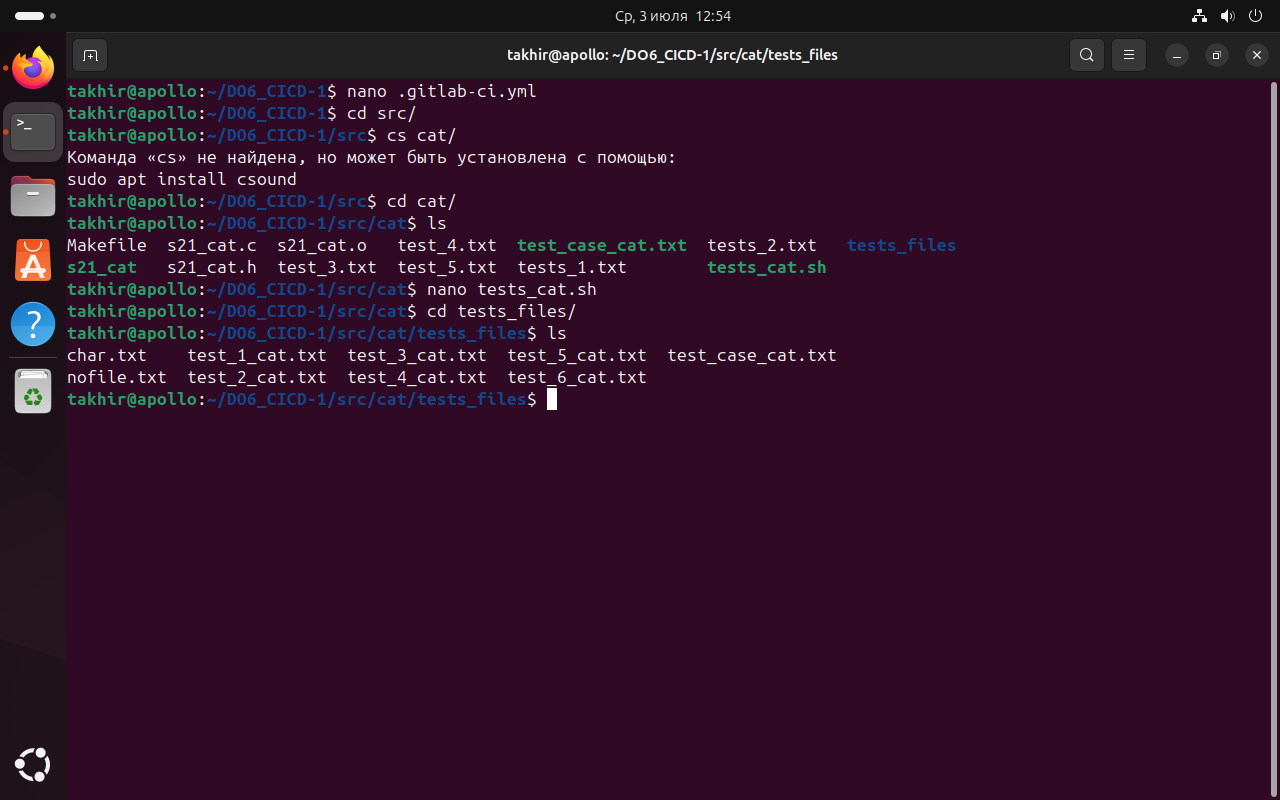 Ср, 3 июля 12:54
takhir@apollo: ~/DO6_CICD-1/src/cat/tests_files
takhir@apollo:~/DO6_CICD-1$ nano .gitlab-ci.yml
takhir@apollo:~/DO6_CICD-1$ cd src/
takhir@apollo:~/DO6_CICD-1/src$ cs cat/
Команда «cs» не найдена, но может быть установлена с помощью:
sudo apt install csound
takhir@apollo:~/DO6_CICD-1/src$ cd cat/
takhir@apollo:~/DO6_CICD-1/src/cat$ ls
Makefile  s21_cat.c  s21_cat.o   test_4.txt  test_case_cat.txt  tests_2.txt   tests_files
s21_cat   s21_cat.h  test_3.txt  test_5.txt  tests_1.txt        tests_cat.sh
takhir@apollo:~/DO6_CICD-1/src/cat$ nano tests_cat.sh
takhir@apollo:~/DO6_CICD-1/src/cat$ cd tests_files/
takhir@apollo:~/DO6_CICD-1/src/cat/tests_files$ ls
char.txt    test_1_cat.txt  test_3_cat.txt  test_5_cat.txt  test_case_cat.txt
nofile.txt  test_2_cat.txt  test_4_cat.txt  test_6_cat.txt
takhir@apollo:~/DO6_CICD-1/src/cat/tests_files$